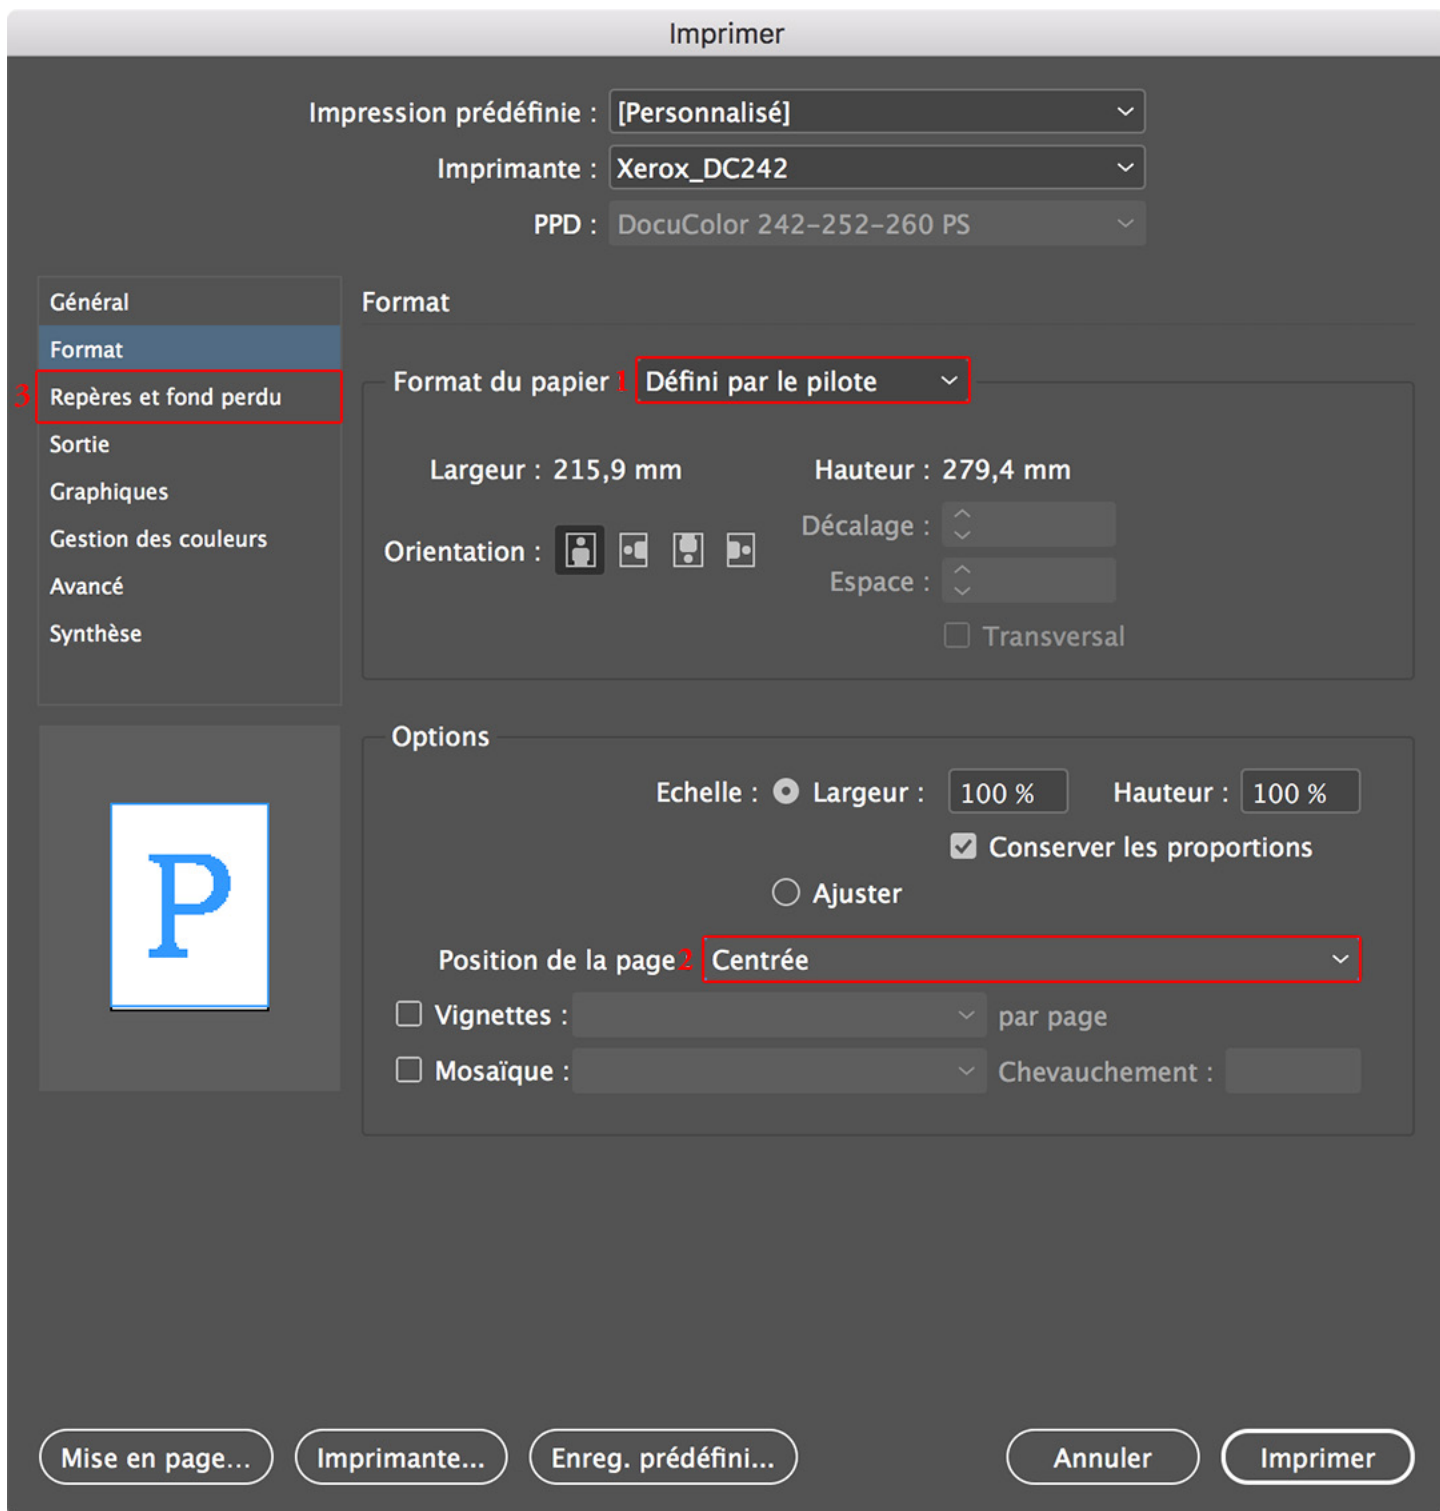 Imprimer
Impression prédéfinie : [Personnalisé]
Imprimante : Xerox_DC242
PPD : DocuColor 242-252-260 PS
Général
Format
3 Repères et fond perdu
Sortie
Graphiques
Gestion des couleurs
Avancé
Synthèse
Format
Format du papier 1 Défini par le pilote
Largeur : 215,9 mm Hauteur : 279,4 mm
Orientation :
Décalage :
Espace :
Transversal
P
Options
Echelle : Largeur : 100 % Hauteur : 100 %
Conserver les proportions
Ajuster
Position de la page 2 Centrée
Vignettes : par page
Mosaïque : Chevauchement :
Mise en page... Imprimante... Enreg. prédéfini... Annuler Imprimer